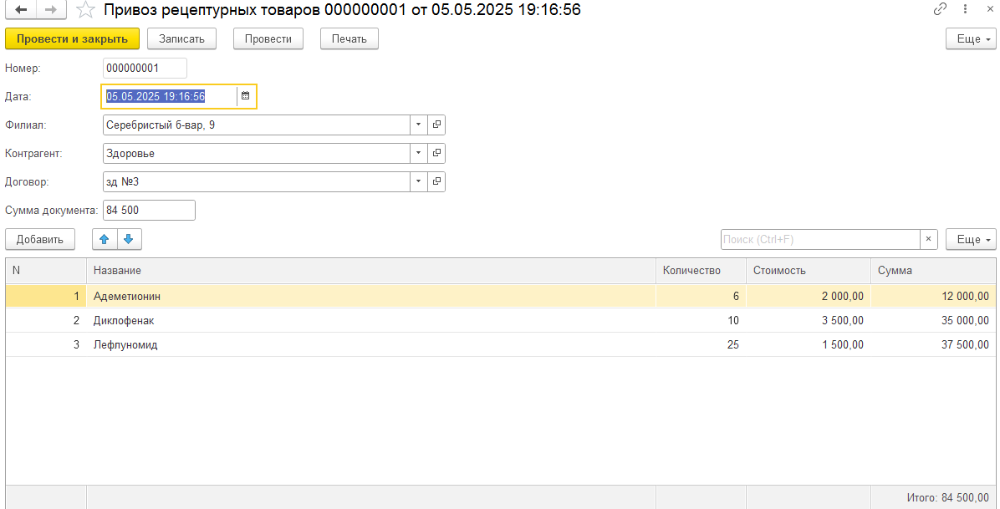 Привоз рецептурных товаров 000000001 от 05.05.2025 19:16:56
Провести и закрыть Записать Провести Печать Еще
Номер: 000000001
Дата: 05.05.2025 19:16:56
Филиал: Серебристый б-вар, 9
Контрагент: Здоровье
Договор: зд №3
Сумма документа: 84 500
Добавить Поиск (Ctrl+F) × Еще
N Название Количество Стоимость Сумма
1 Адеметионин 6 2 000,00 12 000,00
2 Диклофенак 10 3 500,00 35 000,00
3 Лефлуномид 25 1 500,00 37 500,00
Итого: 84 500,00